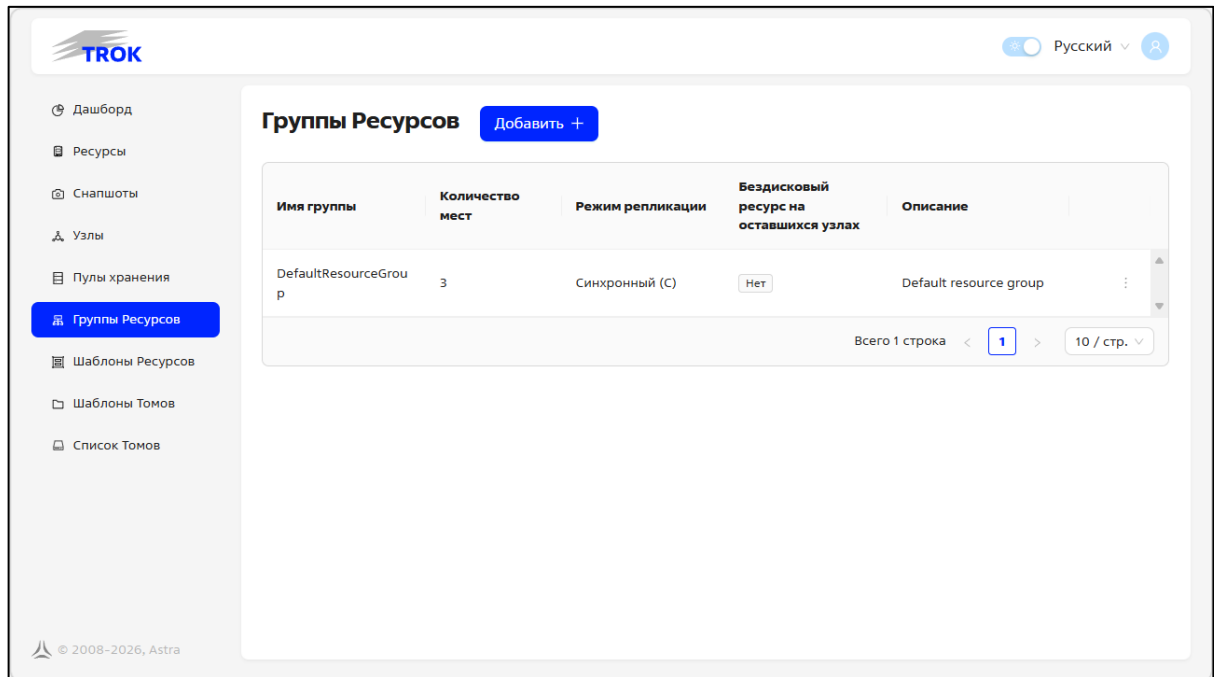 TROK
Русский
Дашборд
Ресурсы
Снапшоты
Узлы
Пулы хранения
Группы Ресурсов
Шаблоны Ресурсов
Шаблоны Томов
Список Томов
© 2008-2026, Astra
Группы Ресурсов
Добавить +
Имя группы
Количество
мест
Режим репликации
Бездисковый
ресурс на
оставшихся узлах
Описание
DefaultResourceGrou
p
3
Синхронный (C)
Нет
Default resource group
Всего 1 строка < 1 > 10 / стр.